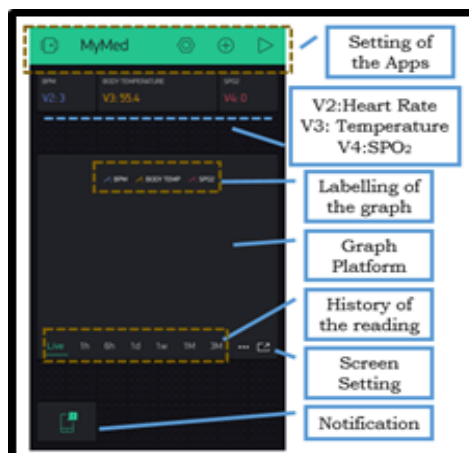 MyMed
Setting of
the Apps
BPM BODY TEMPERATURE SPO2
V2: 3 V3: 55.4 V4: 0
V2:Heart Rate
V3: Temperature
V4:SPO₂
BPM BODY TEMP SPO2
Labelling of
the graph
Graph
Platform
History of
the reading
Live 1h 6h 1d 1w 1M 3M
Screen
Setting
Notification